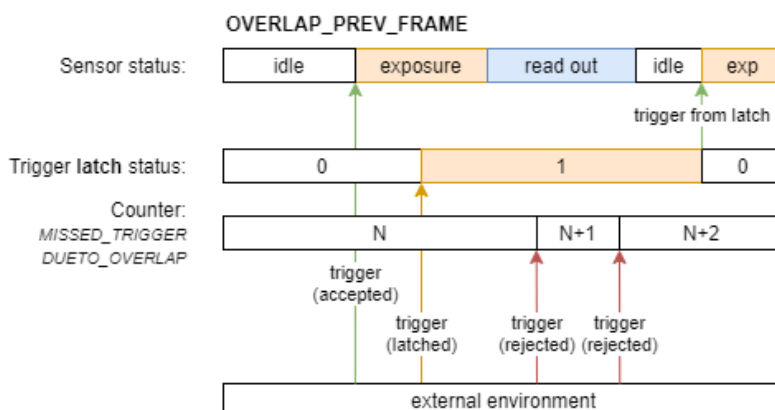 OVERLAP_PREV_FRAME
Sensor status:
idle
exposure
read out
idle
exp
trigger from latch
Trigger latch status:
0
1
0
Counter:
MISSED_TRIGGER
DUETO_OVERLAP
N
N+1
N+2
trigger
(accepted)
trigger
(latched)
trigger
(rejected)
trigger
(rejected)
external environment